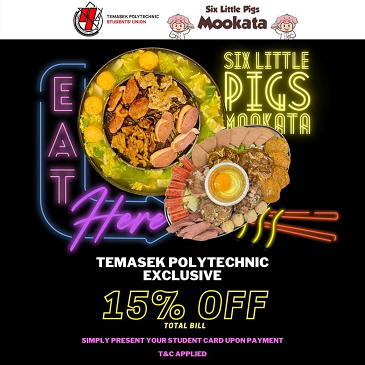 TEMASEK POLYTECHNIC
STUDENTS' UNION
Six Little Pigs
Mookata
EAT
Here
SIX LITTLE
PIGS
MOOKATA
TEMASEK POLYTECHNIC
EXCLUSIVE
15% OFF
TOTAL BILL
SIMPLY PRESENT YOUR STUDENT CARD UPON PAYMENT
T&C APPLIED